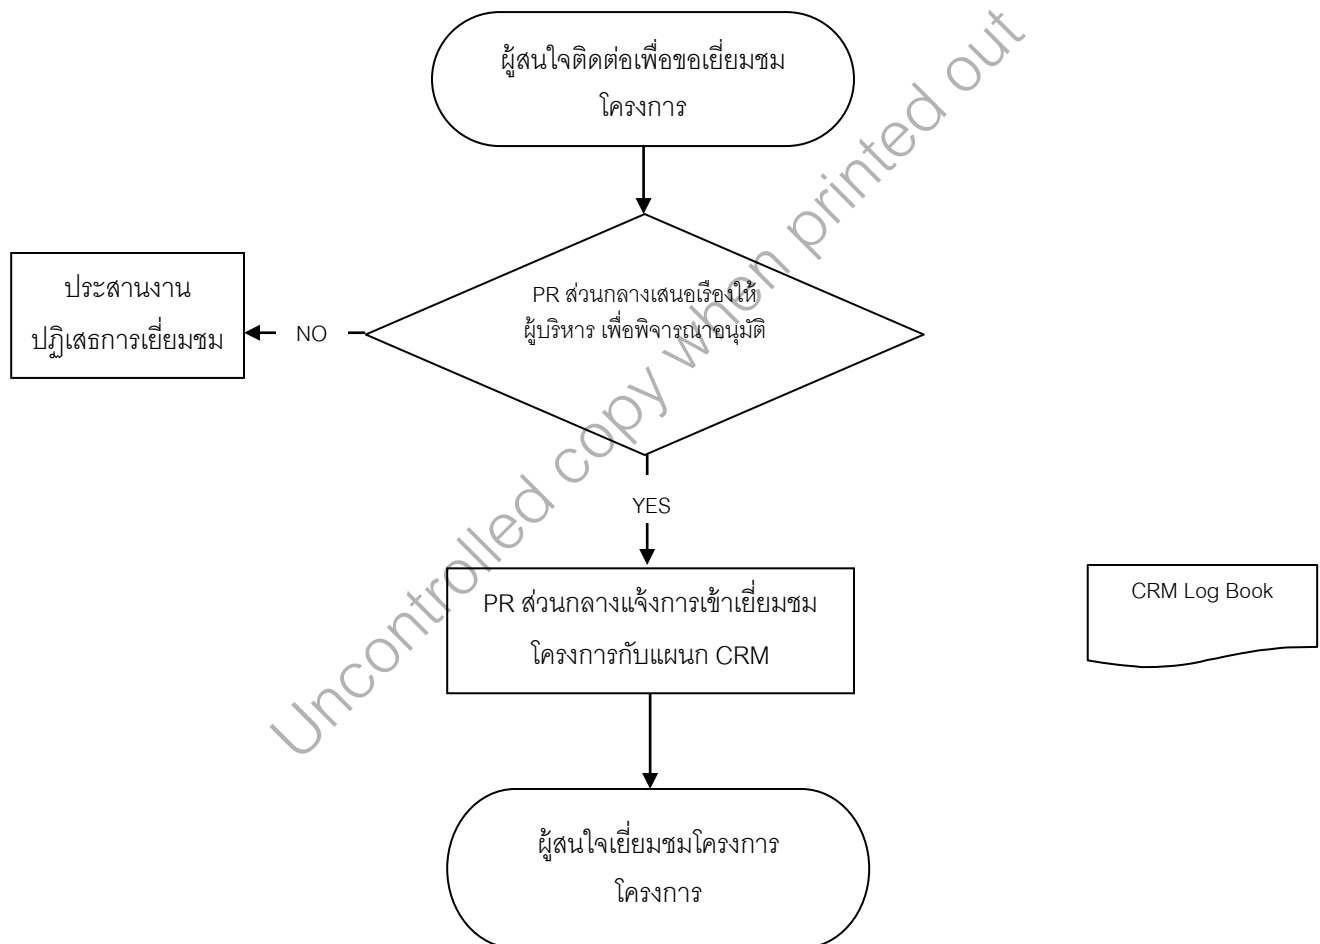 ผู้สนใจติดต่อเพื่อขอเยี่ยมชม
โครงการ
PR ส่วนกลางเสนอเรื่องให้
ผู้บริหาร เพื่อพิจารณาอนุมัติ
ประสานงาน
ปฏิเสธการเยี่ยมชม
NO
YES
PR ส่วนกลางแจ้งการเข้าเยี่ยมชม
โครงการกับแผนก CRM
CRM Log Book
ผู้สนใจเยี่ยมชมโครงการ
โครงการ
Uncontrolled copy when printed out